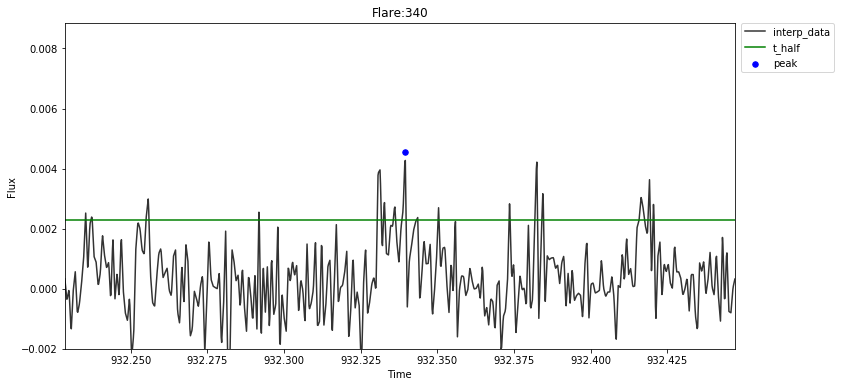 Flare:340
interp_data
t_half
peak
0.008
0.006
0.004
0.002
0.000
−0.002
Flux
932.250 932.275 932.300 932.325 932.350 932.375 932.400 932.425
Time